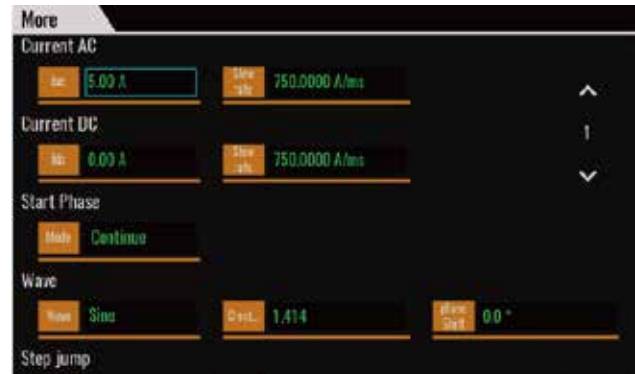 More
Current AC
Iac 5.00 A Slew rate 750.0000 A/ms
Current DC
Idc 0.00 A Slew rate 750.0000 A/ms
1
Start Phase
Mode Continue
Wave
Wave Sine 1.414 phase Shift 0.0 °
Step jump